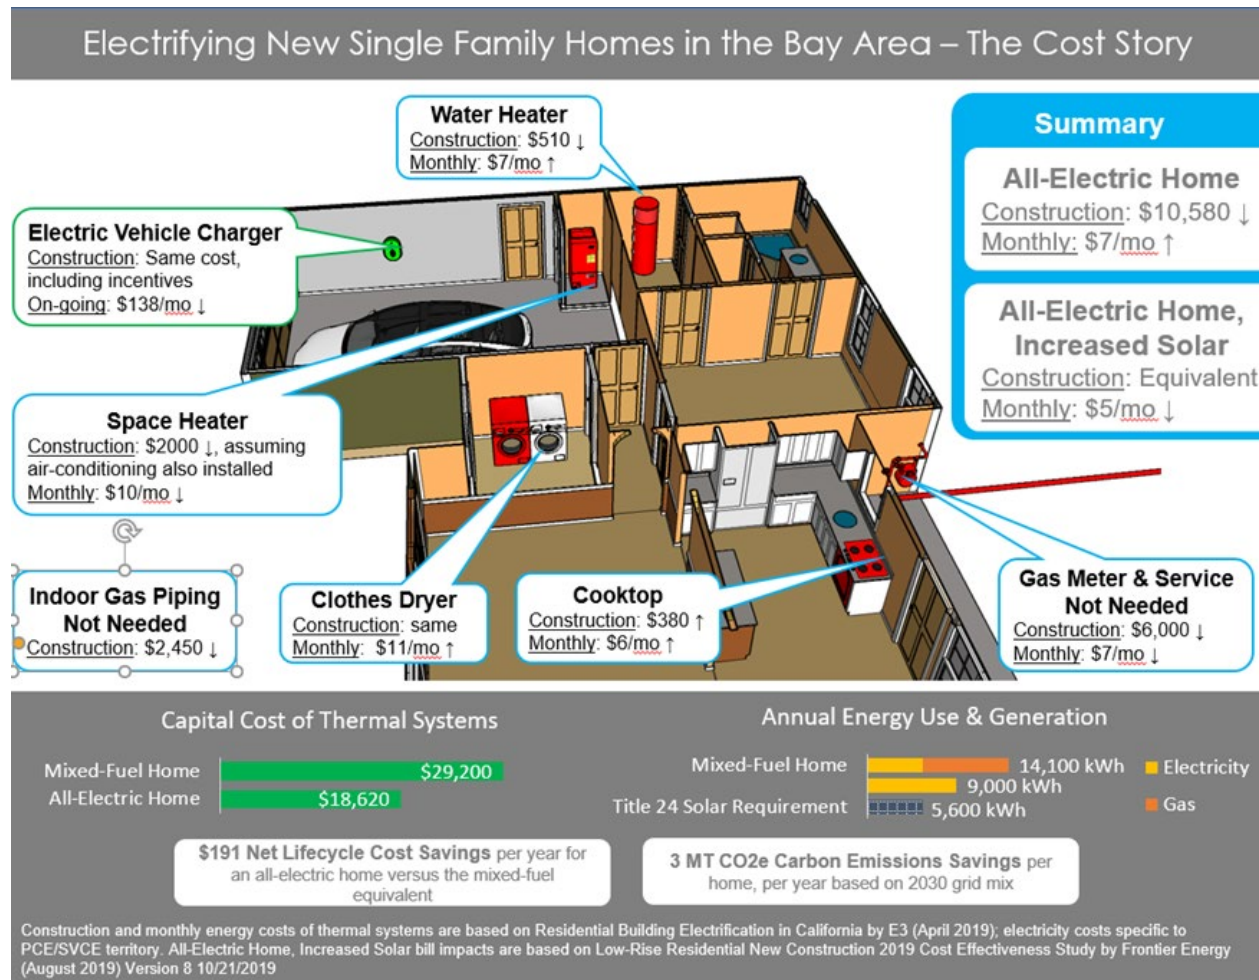 Electrifying New Single Family Homes in the Bay Area – The Cost Story
Water Heater
Construction: $510 ↓
Monthly: $7/mo ↑
Summary
All-Electric Home
Construction: $10,580 ↓
Monthly: $7/mo ↑
All-Electric Home,
Increased Solar
Construction: Equivalent
Monthly: $5/mo ↓
Electric Vehicle Charger
Construction: Same cost,
including incentives
On-going: $138/mo ↓
Space Heater
Construction: $2000 ↓, assuming
air-conditioning also installed
Monthly: $10/mo ↓
Indoor Gas Piping
Not Needed
Construction: $2,450 ↓
Clothes Dryer
Construction: same
Monthly: $11/mo ↑
Cooktop
Construction: $380 ↑
Monthly: $6/mo ↑
Gas Meter & Service
Not Needed
Construction: $6,000 ↓
Monthly: $7/mo ↓
Capital Cost of Thermal Systems
Mixed-Fuel Home
$29,200
All-Electric Home
$18,620
Annual Energy Use & Generation
Mixed-Fuel Home
14,100 kWh
9,000 kWh
Title 24 Solar Requirement
5,600 kWh
Electricity
Gas
$191 Net Lifecycle Cost Savings per year for
an all-electric home versus the mixed-fuel
equivalent
3 MT CO2e Carbon Emissions Savings per
home, per year based on 2030 grid mix
Construction and monthly energy costs of thermal systems are based on Residential Building Electrification in California by E3 (April 2019); electricity costs specific to
PCE/SVCE territory. All-Electric Home, Increased Solar bill impacts are based on Low-Rise Residential New Construction 2019 Cost Effectiveness Study by Frontier Energy
(August 2019) Version 8 10/21/2019